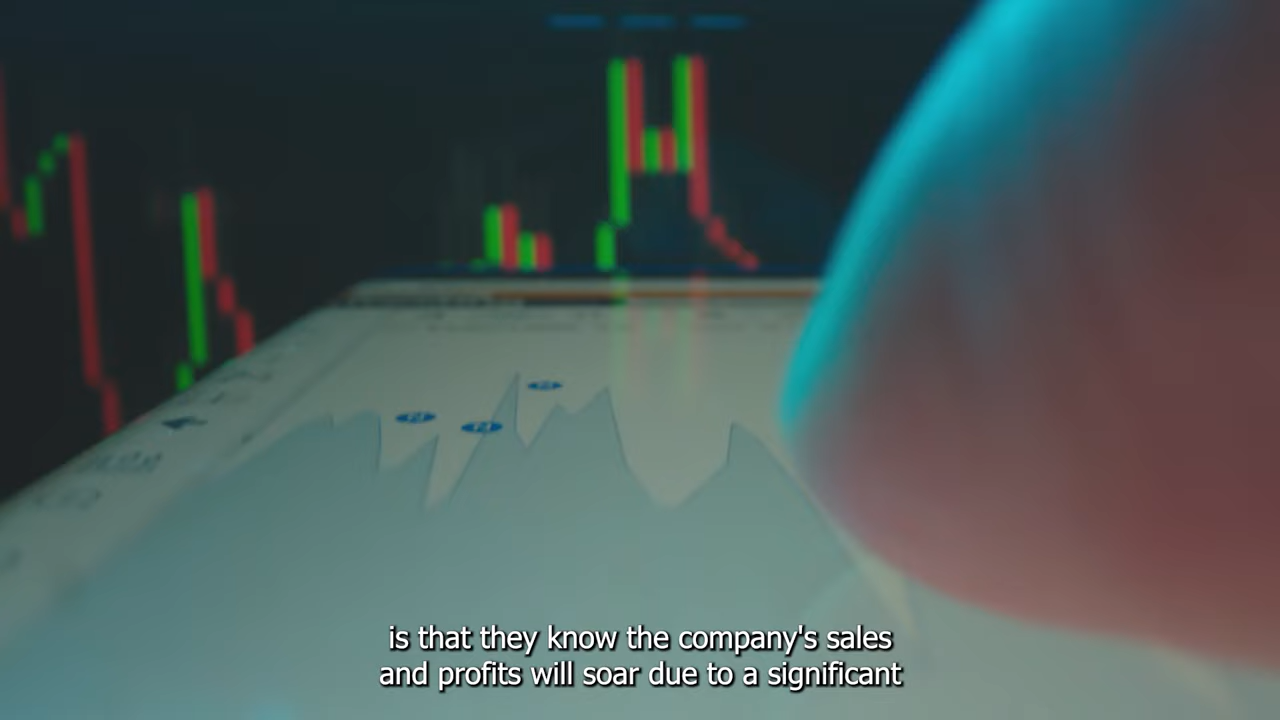 is that they know the company's sales
and profits will soar due to a significant